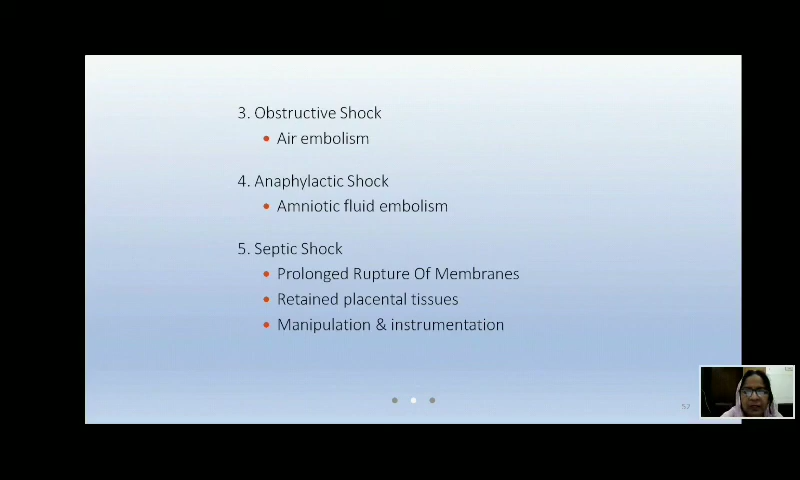 3. Obstructive Shock
• Air embolism
4. Anaphylactic Shock
• Amniotic fluid embolism
5. Septic Shock
• Prolonged Rupture Of Membranes
• Retained placental tissues
• Manipulation & instrumentation